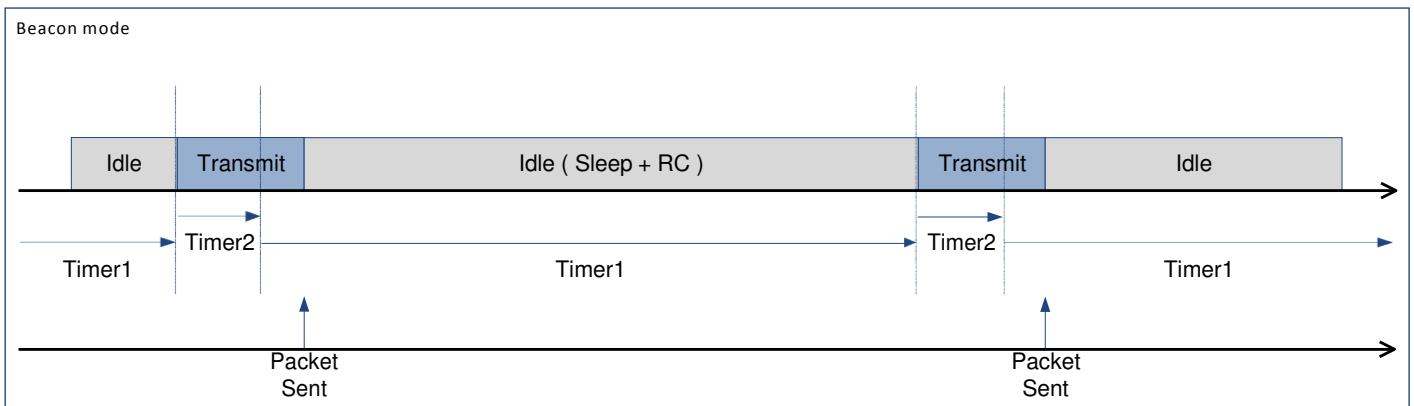 Beacon mode
Idle
Transmit
Idle ( Sleep + RC )
Transmit
Idle
Timer2
Timer2
Timer1
Timer1
Timer1
Packet
Sent
Packet
Sent